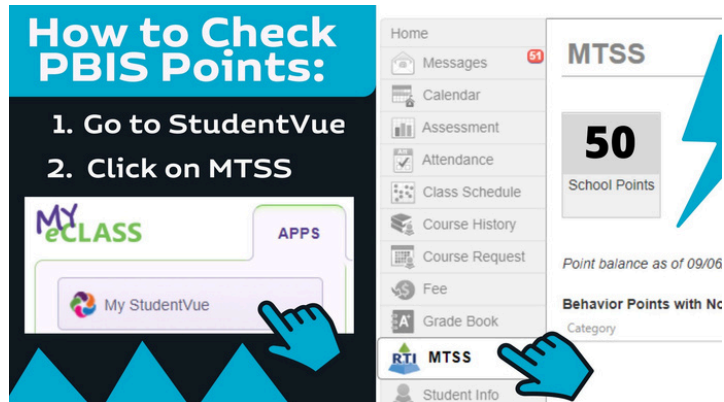 How to Check
PBIS Points:
1. Go to StudentVue
2. Click on MTSS
MY eCLASS
APPS
My StudentVue
Home
Messages 51
Calendar
Assessment
Attendance
Class Schedule
Course History
Course Request
Fee
Grade Book
RTI MTSS
Student Info
MTSS
50
School Points
Point balance as of 09/06
Behavior Points with No
Category